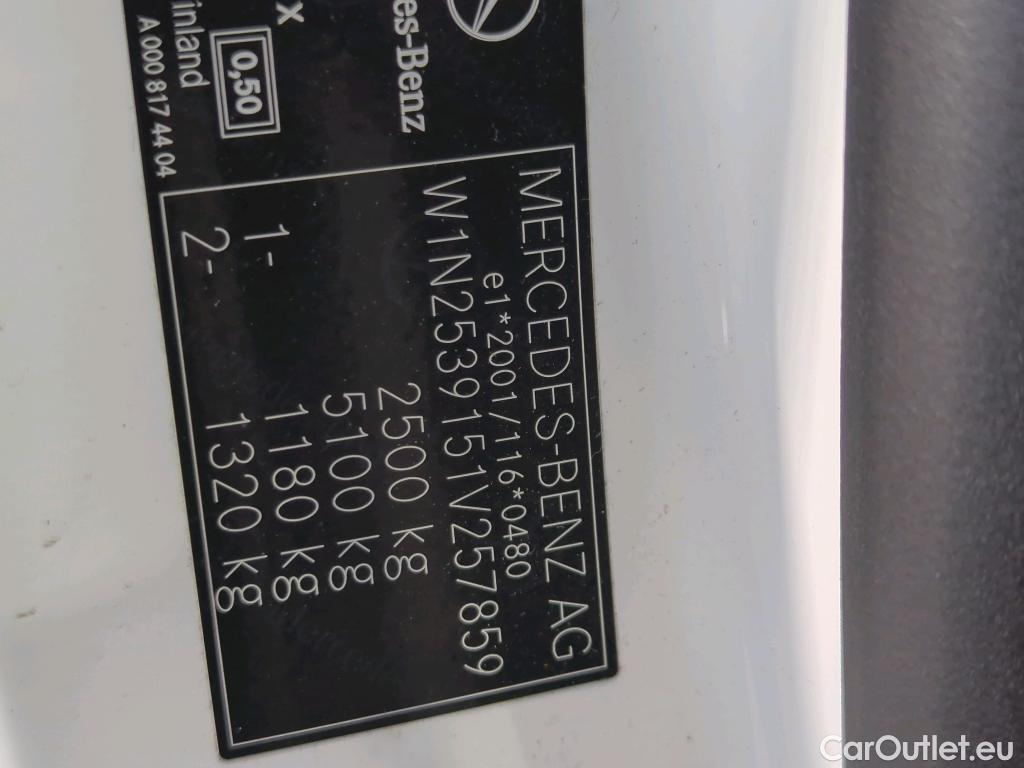 es-Benz
x
0,50
inland
A 000 817 44 04
MERCEDES-BENZ AG
e1*2001/116*0480
W1N2539151V257859
2500 kg
5100 kg
1- 1180 kg
2- 1320 kg
CarOutlet.eu